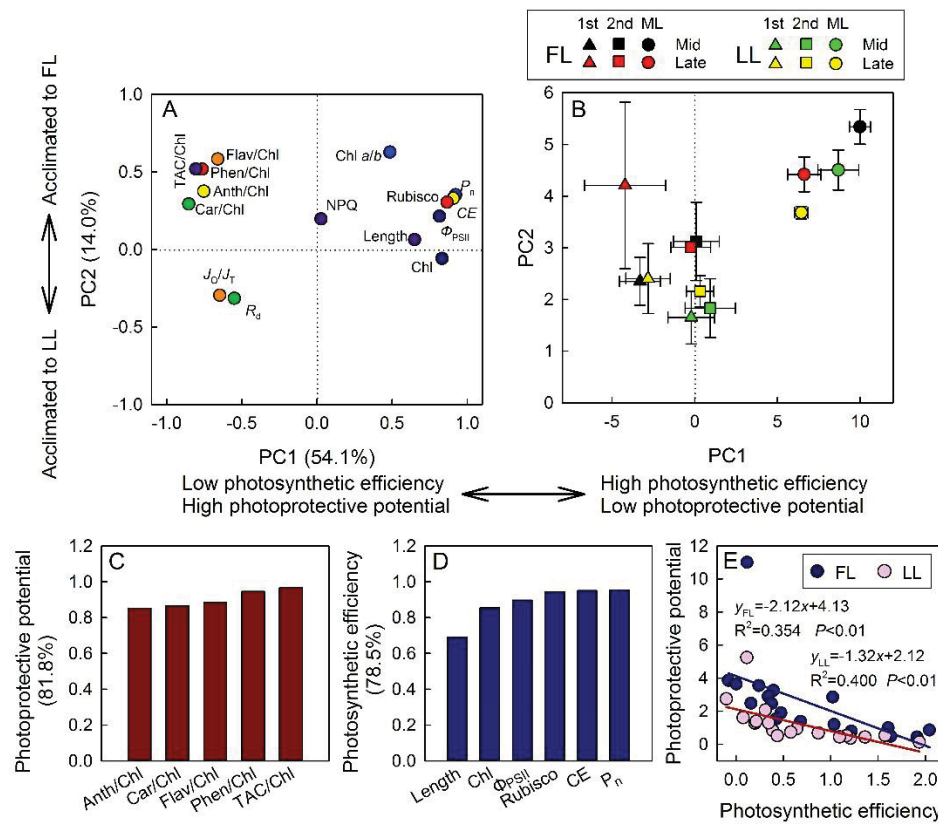 1st 2nd ML 1st 2nd ML
FL Mid LL Mid
Late Late
Acclimated to FL
Acclimated to LL
A
PC2 (14.0%)
1.0
0.5
0.0
-0.5
-1.0
TAC/Chl
Flav/Chl
Phen/Chl
Anth/Chl
Car/Chl
Chl a/b
NPQ
Rubisco
Pn
CE
ΦPSII
Length
Chl
JO/JT
Rd
-1.0 -0.5 0.0 0.5 1.0
PC1 (54.1%)
B
PC2
6
5
4
3
2
1
0
-5 0 5 10
PC1
Low photosynthetic efficiency
High photoprotective potential
High photosynthetic efficiency
Low photoprotective potential
C
Photoprotective potential
(81.8%)
1.2
1.0
0.8
0.6
0.4
0.2
0.0
Anth/Chl
Car/Chl
Flav/Chl
Phen/Chl
TAC/Chl
D
Photosynthetic efficiency
(78.5%)
1.2
1.0
0.8
0.6
0.4
0.2
0.0
Length
Chl
ΦPSII
Rubisco
CE
Pn
E
Photoprotective potential
12
10
8
6
4
2
0
FL LL
yFL=-2.12x+4.13
R²=0.354 P<0.01
yLL=-1.32x+2.12
R²=0.400 P<0.01
0.0 0.5 1.0 1.5 2.0
Photosynthetic efficiency